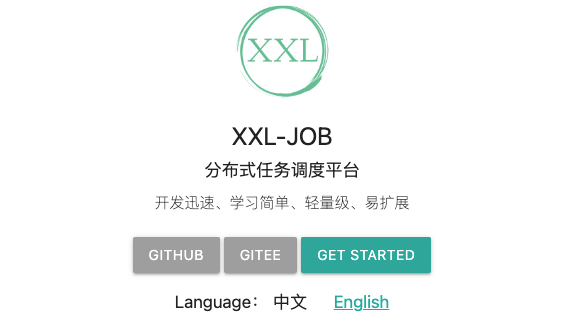 XXL
XXL-JOB
分布式任务调度平台
开发迅速、学习简单、轻量级、易扩展
GITHUB GITEE GET STARTED
Language： 中文 English